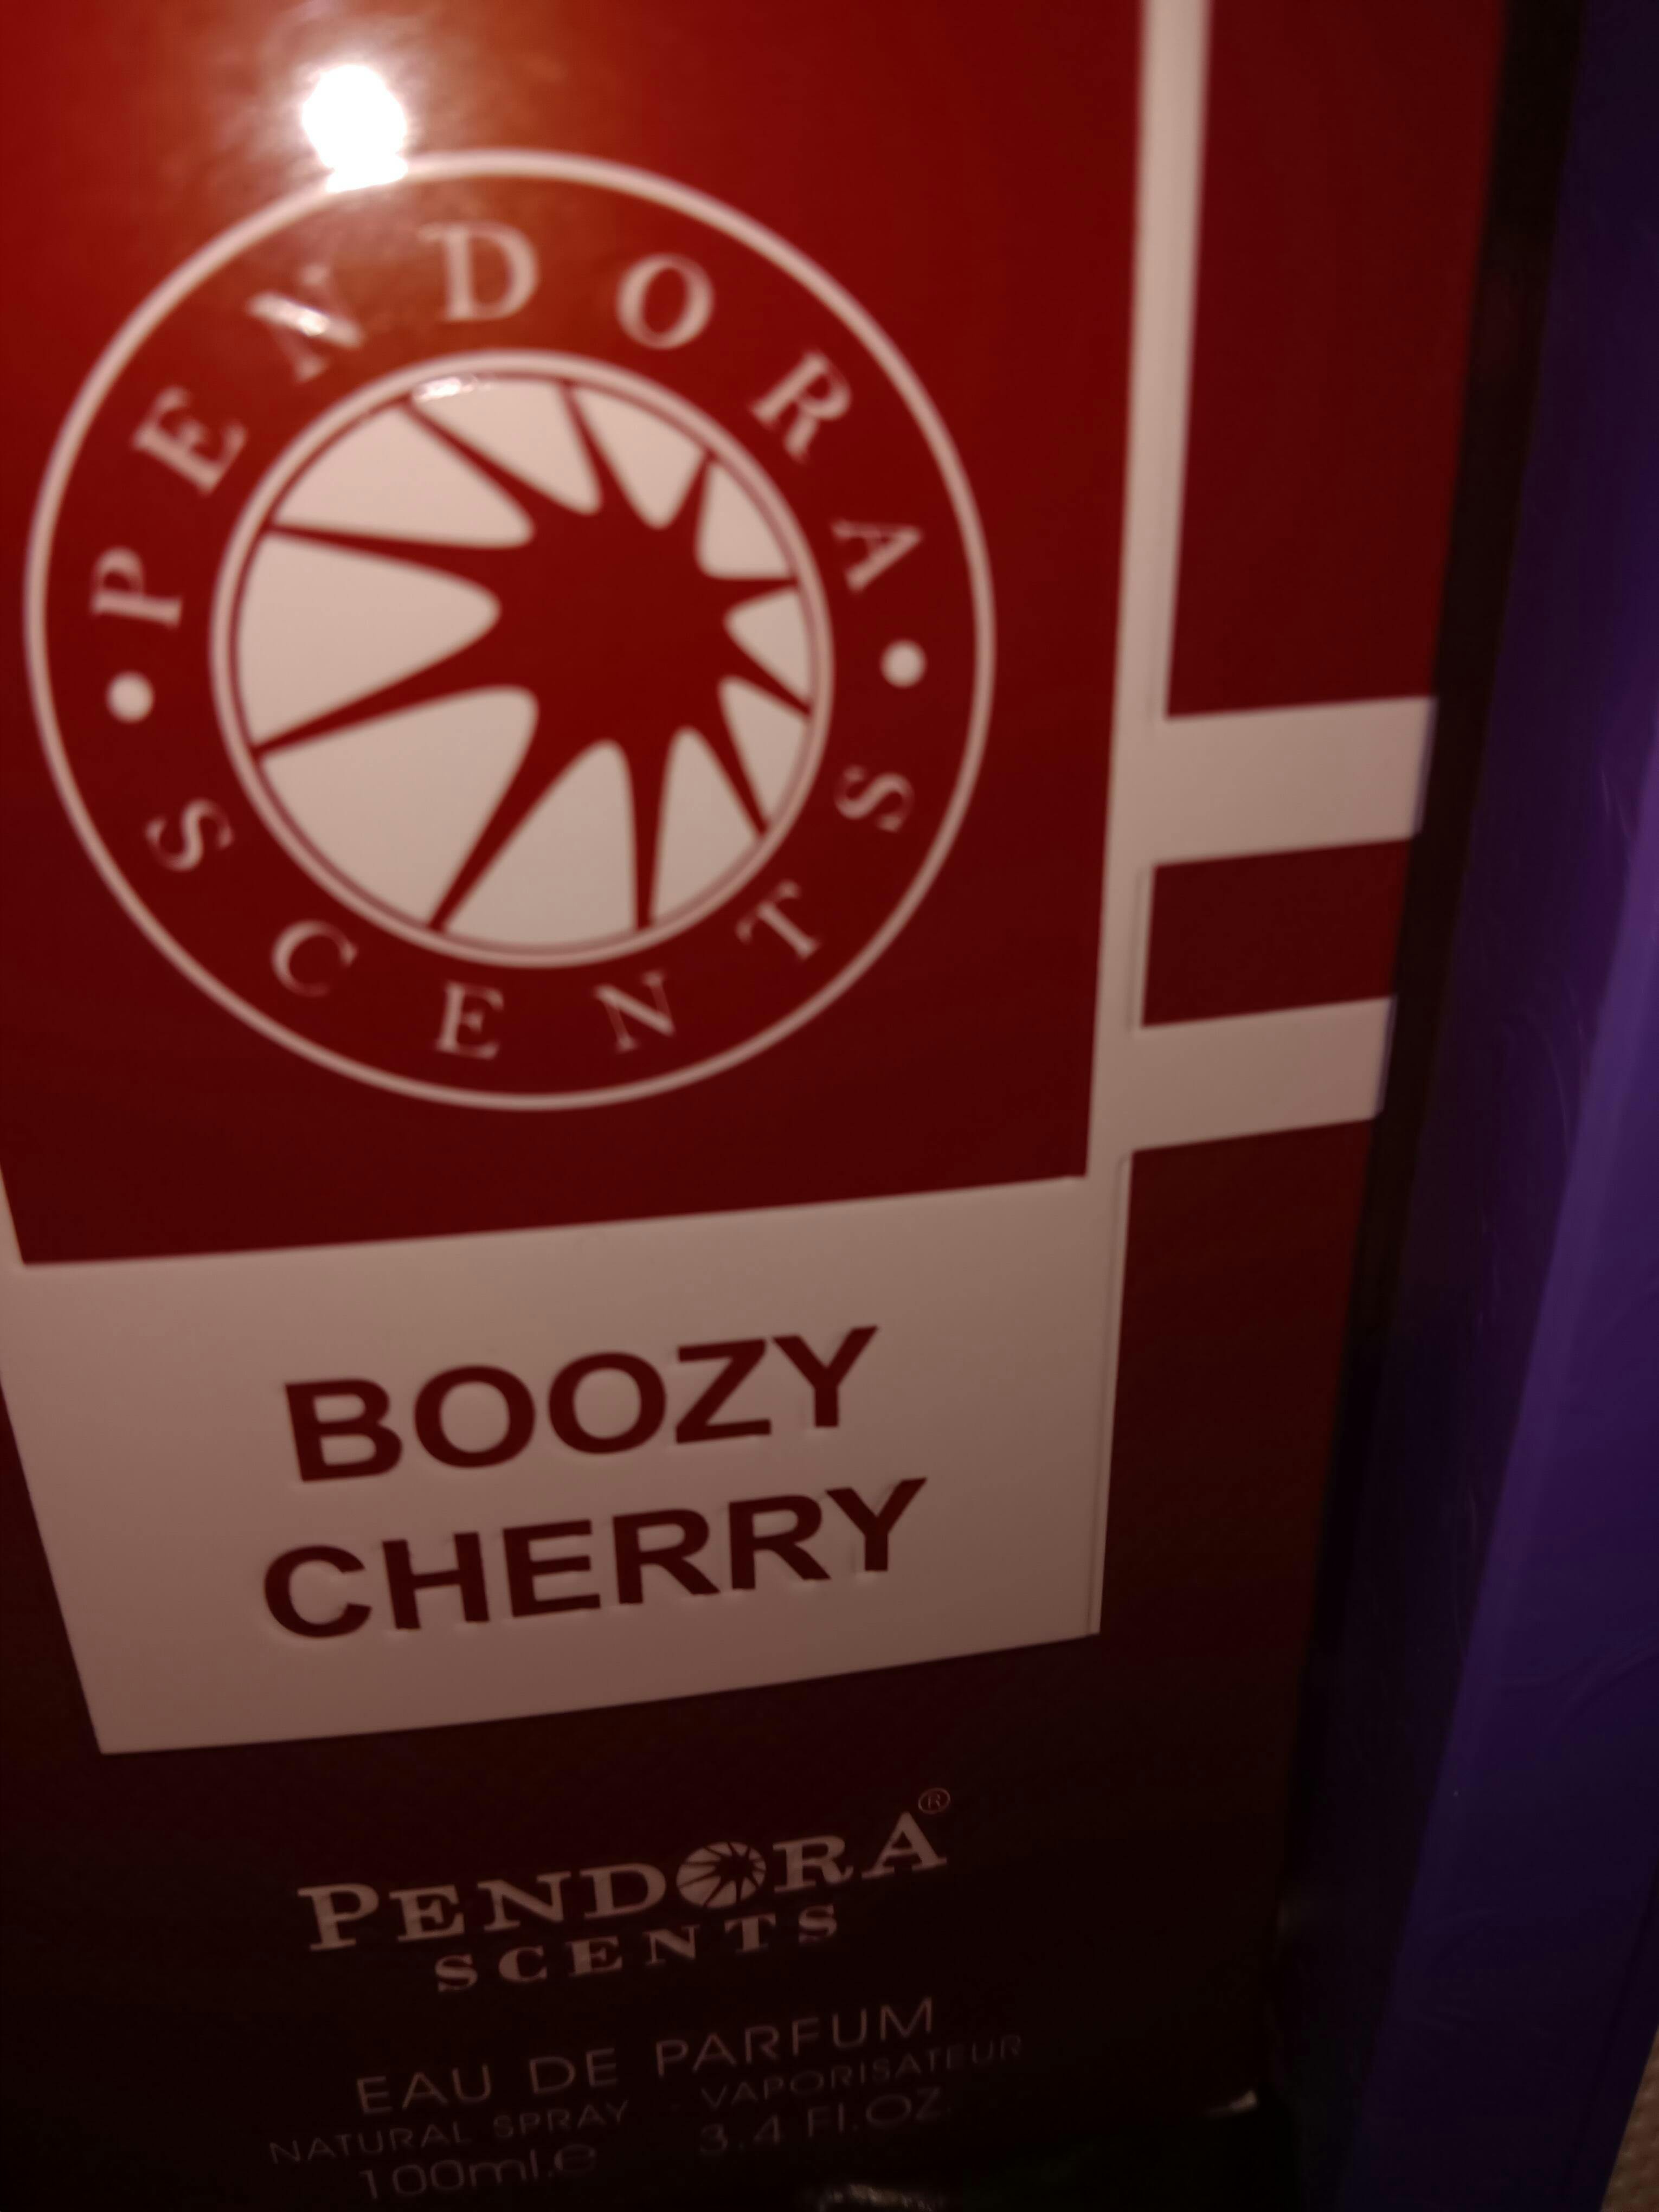 PENDORA
SCENTS
BOOZY
CHERRY
PENDORA®
SCENTS
EAU DE PARFUM
NATURAL SPRAY · VAPORISATEUR
100ml.e 3.4 Fl.OZ.